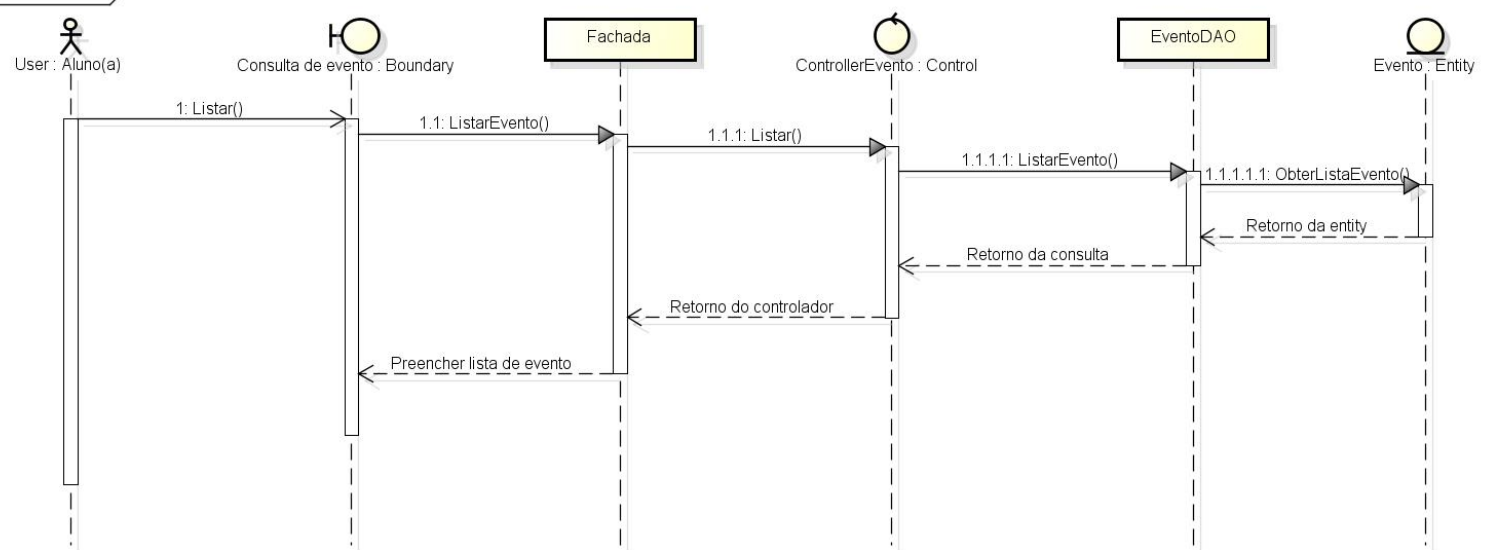 Fachada
EventoDAO
User : Aluno(a)
Consulta de evento : Boundary
ControllerEvento : Control
Evento : Entity
1: Listar()
1.1: ListarEvento()
1.1.1: Listar()
1.1.1.1: ListarEvento()
1.1.1.1.1: ObterListaEvento()
Retorno da entity
Retorno da consulta
Retorno do controlador
Preencher lista de evento